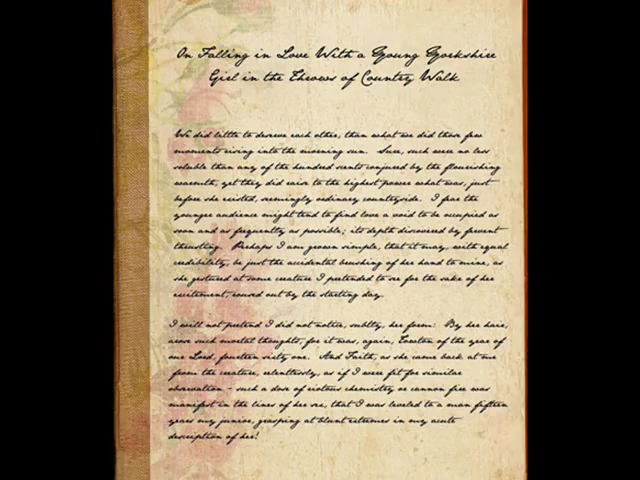 On Falling in Love With a Young Yorkshire
Girl in the Throws of Country Walk
We did little to deserve each other, than what we did those few
moments rising into the morning sun. Sure, such were no less
soluble than any of the hundred scents conjured by the flourishing
warmth, yet they did raise to the highest power what was, just
before she existed, seemingly ordinary countryside. I fear the
younger audience might tend to find love a void to be occupied as
soon and as frequently as possible; its depth discovered by fervent
thrusting. Perhaps I am grown simple, that it may, with equal
credibility, be just the accidental brushing of her hand to mine, as
she gestured at some creature I pretended to see for the sake of her
excitement, roused out by the starting day.
I will not pretend I did not notice, subtly, her form. By her hair,
arose such mortal thoughts, for it was, again, Towton of the year of
our Lord, fourteen sixty one. And Faith, as she came back at me
from the creature, relentlessly, as if I were fit for similar
observation - such a dose of riotous chemistry as cannon fire was
manifest in the lines of her that I was leveled to a man fifteen
years my junior, grasping at blunt extremes in my acute
description of her!